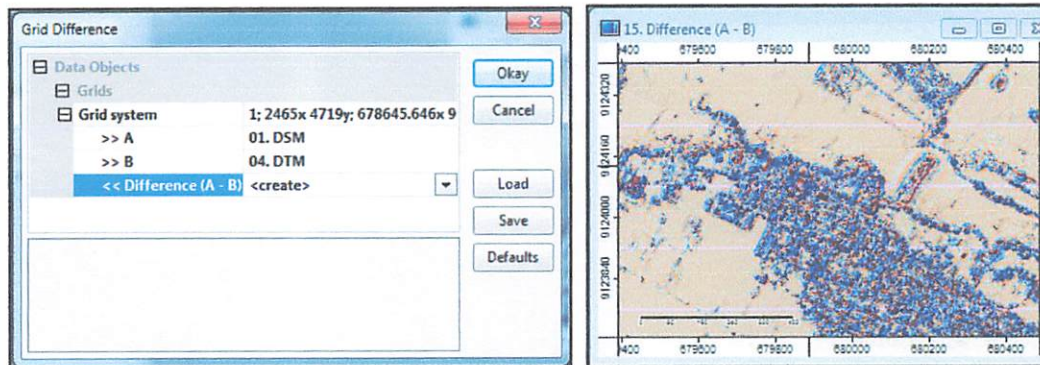 Grid Difference
Data Objects
Grids
Grid system 1; 2465x 4719y; 678645.646x 9
>> A 01. DSM
>> B 04. DTM
<< Difference (A - B) <create>
Okay
Cancel
Load
Save
Defaults
15. Difference (A - B)
400 679600 679800 680000 680200 680400
9124320
9124160
9124000
9123840
400 679600 679800 680000 680200 680400